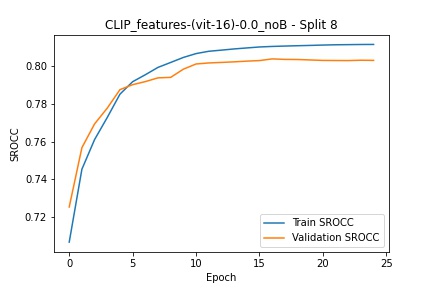 CLIP_features-(vit-16)-0.0_noB - Split 8
SROCC
0.80
0.78
0.76
0.74
0.72
Train SROCC
Validation SROCC
0 5 10 15 20 25
Epoch